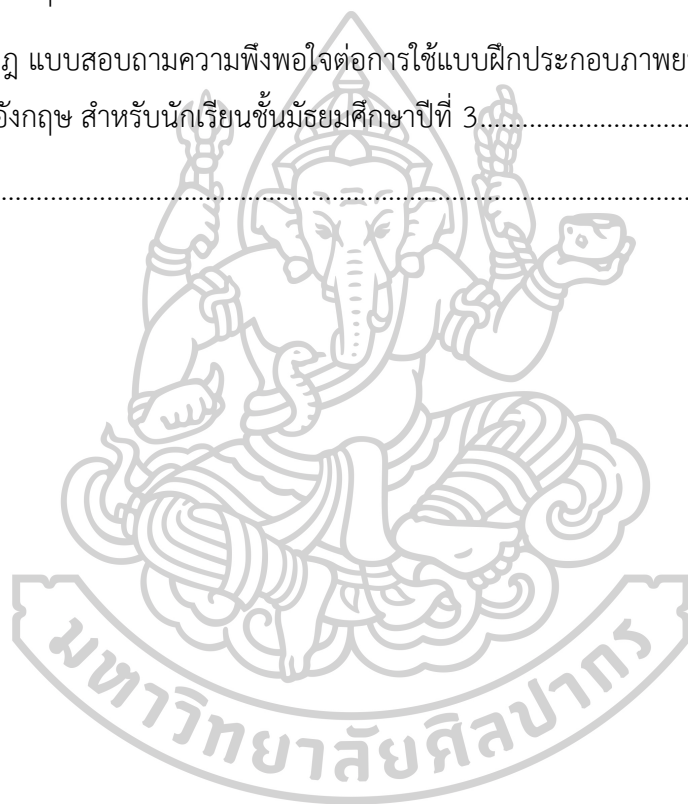 ฎ แบบสอบถามความพึงพอใจต่อการใช้แบบฝึกประกอบภาพย
อังกฤษ สำหรับนักเรียนชั้นมัธยมศึกษาปีที่ 3
มหาวิทยาลัยศิลปากร